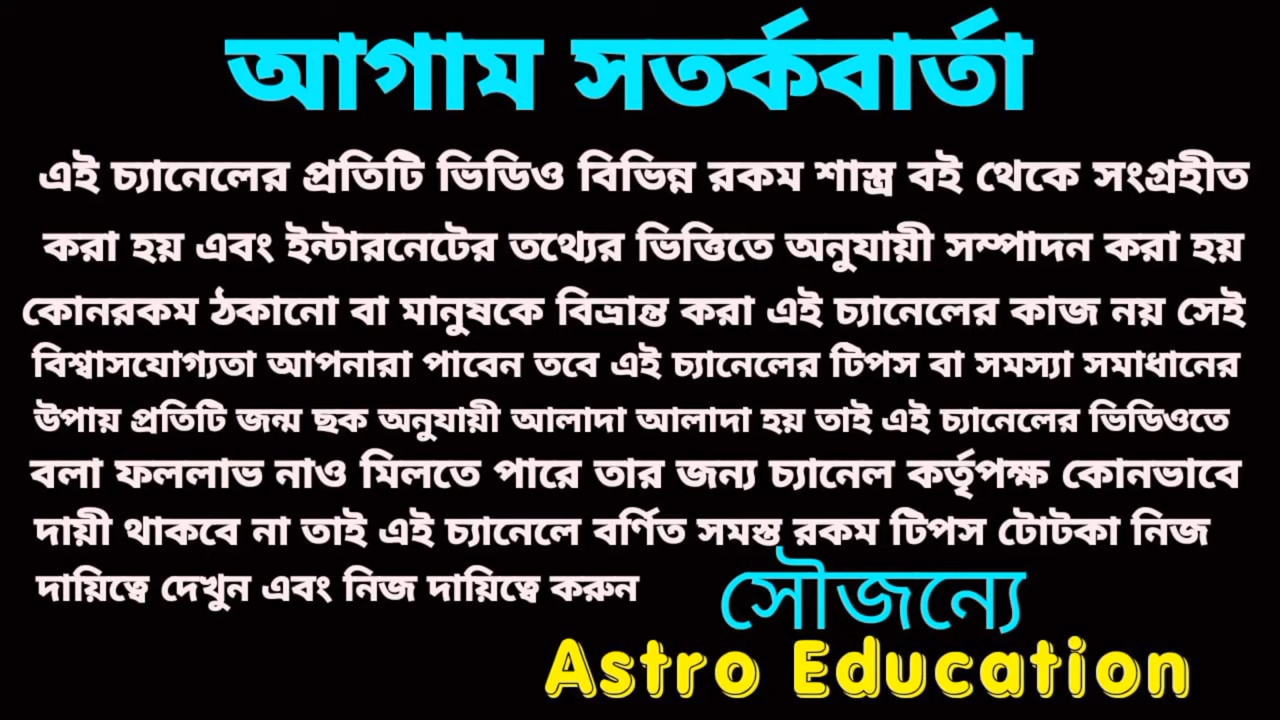 আগাম সতর্কবার্তা
এই চ্যানেলের প্রতিটি ভিডিও বিভিন্ন রকম শাস্ত্র বই থেকে সংগ্রহীত
করা হয় এবং ইন্টারনেটের তথ্যের ভিত্তিতে অনুযায়ী সম্পাদন করা হয়
কোনরকম ঠকানো বা মানুষকে বিভ্রান্ত করা এই চ্যানেলের কাজ নয় সেই
বিশ্বাসযোগ্যতা আপনারা পাবেন তবে এই চ্যানেলের টিপস বা সমস্যা সমাধানের
উপায় প্রতিটি জন্ম ছক অনুযায়ী আলাদা আলাদা হয় তাই এই চ্যানেলের ভিডিওতে
বলা ফললাভ নাও মিলতে পারে তার জন্য চ্যানেল কর্তৃপক্ষ কোনভাবে
দায়ী থাকবে না তাই এই চ্যানেলে বর্ণিত সমস্ত রকম টিপস টোটকা নিজ
দায়িত্বে দেখুন এবং নিজ দায়িত্বে করুন
সৌজন্যে
Astro Education